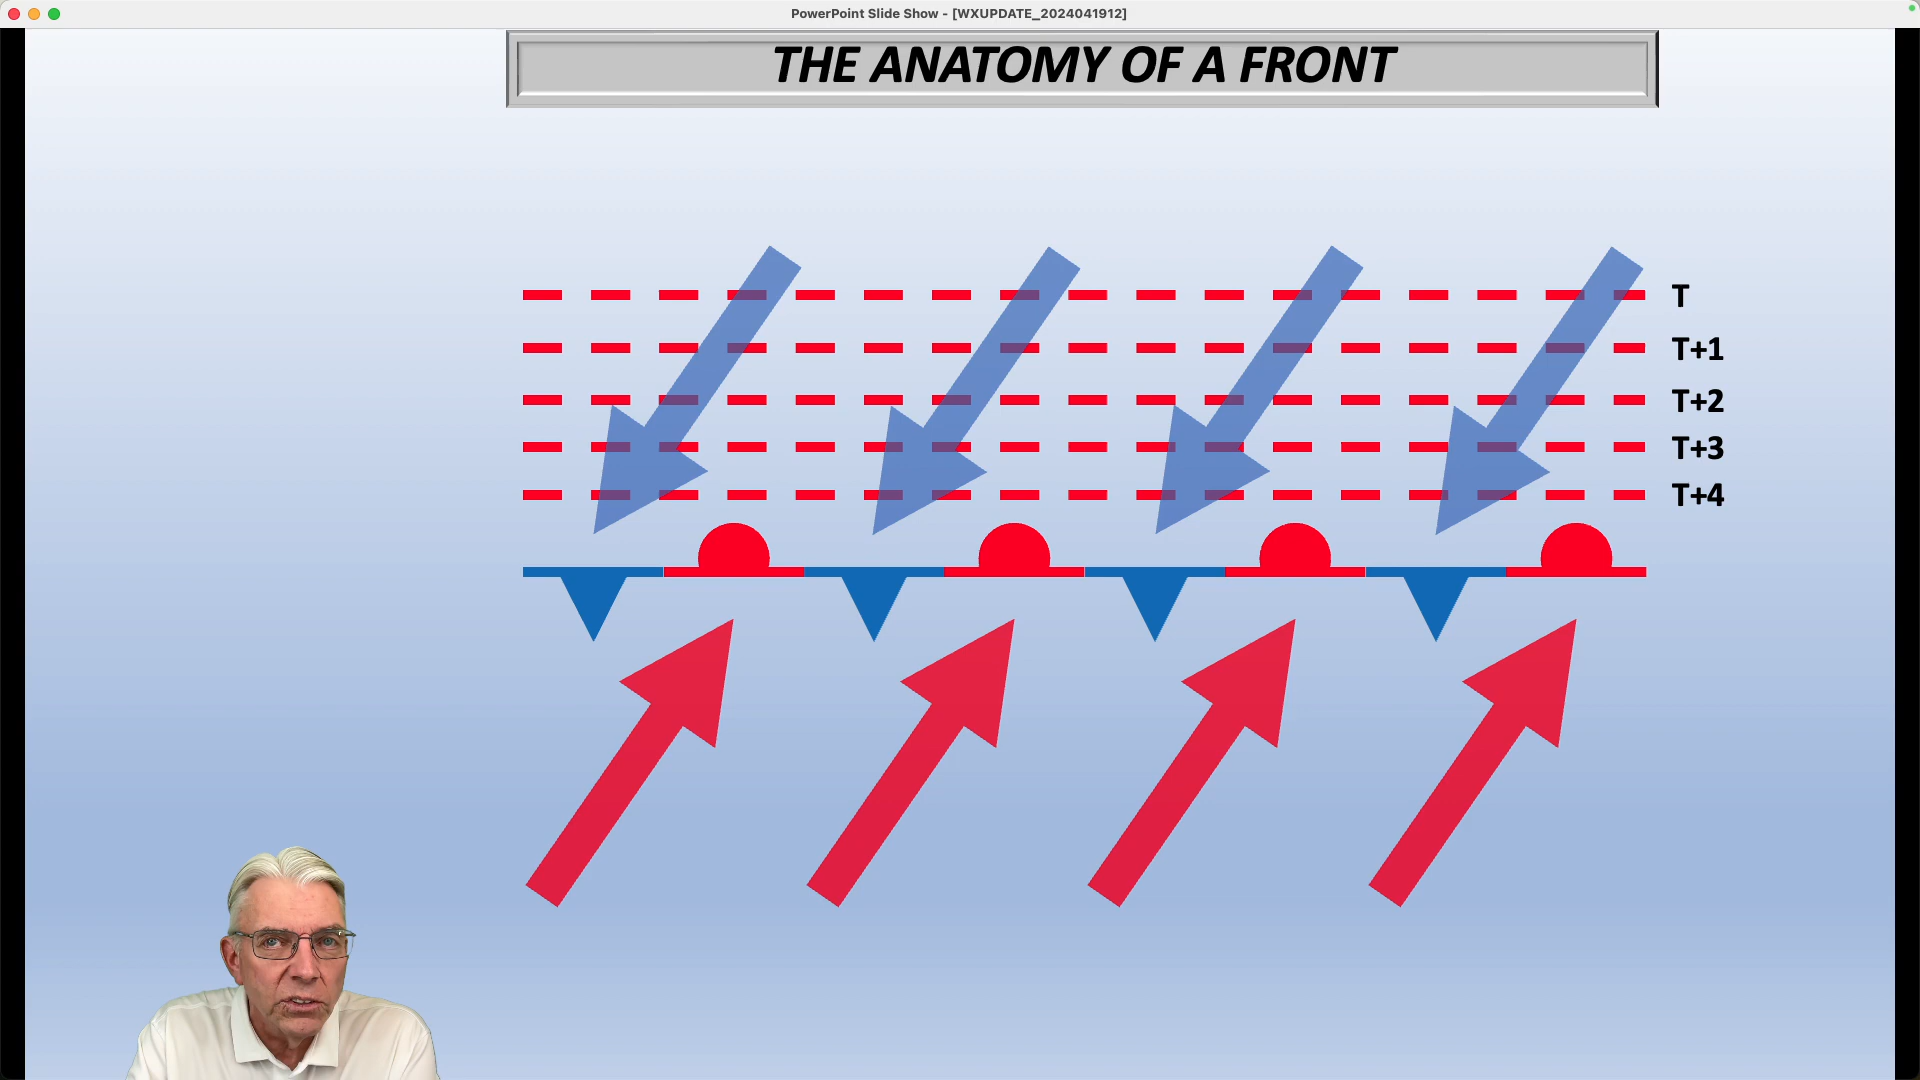 PowerPoint Slide Show - [WXUPDATE_2024041912]
THE ANATOMY OF A FRONT
T
T+1
T+2
T+3
T+4